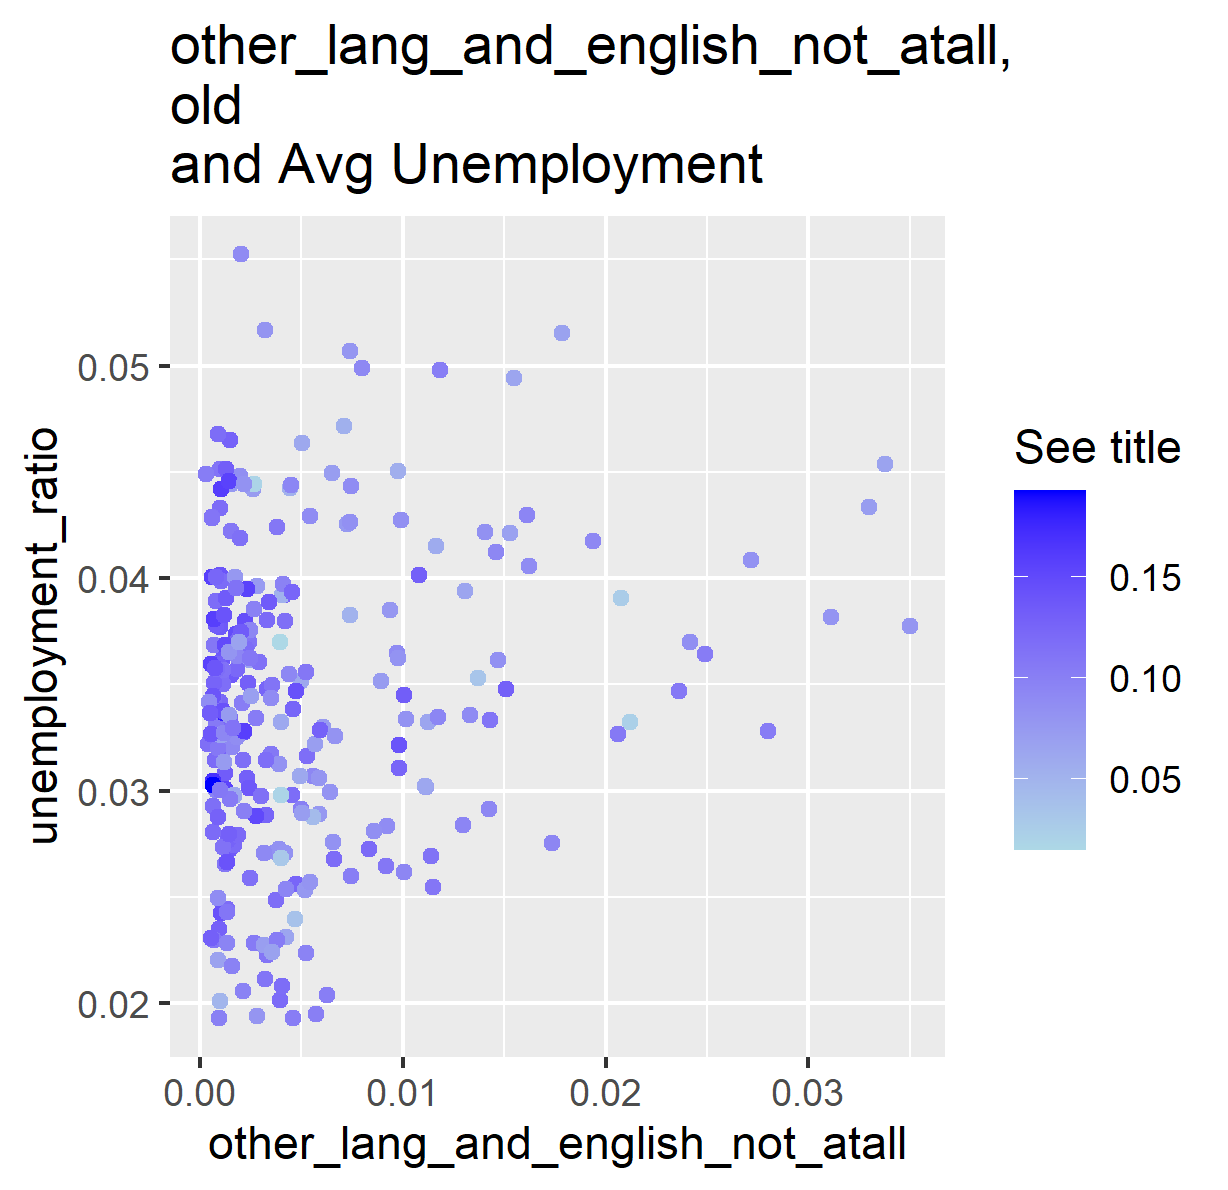 other_lang_and_english_not_atall,
old
and Avg Unemployment
unemployment_ratio
0.05
0.04
0.03
0.02
0.00
0.01
0.02
0.03
other_lang_and_english_not_atall
See title
0.15
0.10
0.05